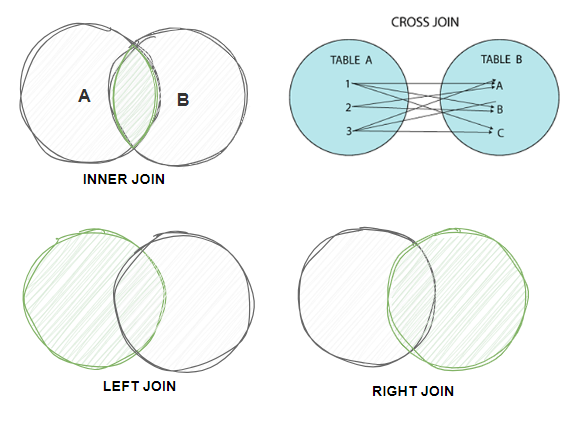 A
B
INNER JOIN
CROSS JOIN
TABLE A
TABLE B
1
2
3
A
B
C
LEFT JOIN
RIGHT JOIN